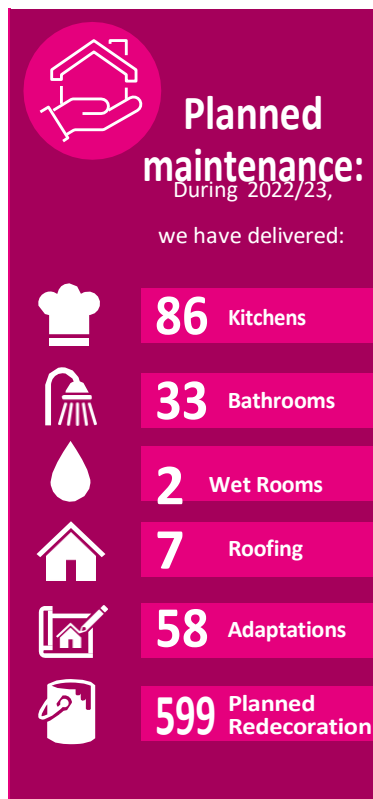 Planned
maintenance:
During 2022/23,
we have delivered:
86 Kitchens
33 Bathrooms
2 Wet Rooms
7 Roofing
58 Adaptations
599 Planned
Redecoration